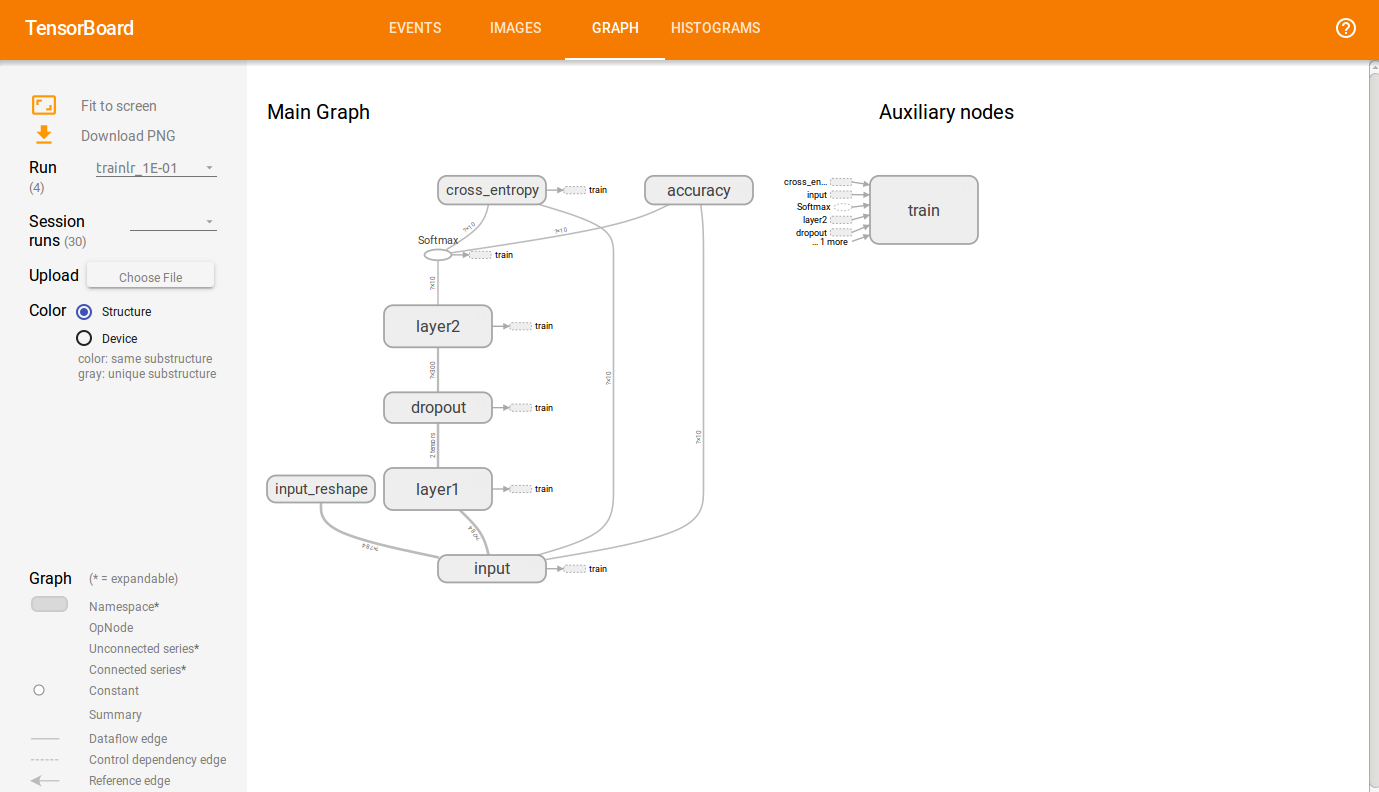 TensorBoard
EVENTS
IMAGES
GRAPH
HISTOGRAMS
Fit to screen
Download PNG
Run
(4)
trainlr_1E-01
Session
runs (30)
Upload
Choose File
Color
Structure
Device
color: same substructure
gray: unique substructure
Graph
(* = expandable)
Namespace*
OpNode
Unconnected series*
Connected series*
Constant
Summary
Dataflow edge
Control dependency edge
Reference edge
Main Graph
cross_entropy
train
accuracy
?×10
?×10
Softmax
train
?×10
layer2
train
?×300
?×10
dropout
train
2 tensors
?×10
input_reshape
layer1
train
?×784
?×784
input
train
Auxiliary nodes
cross_en...
input
Softmax
layer2
dropout
... 1 more
train